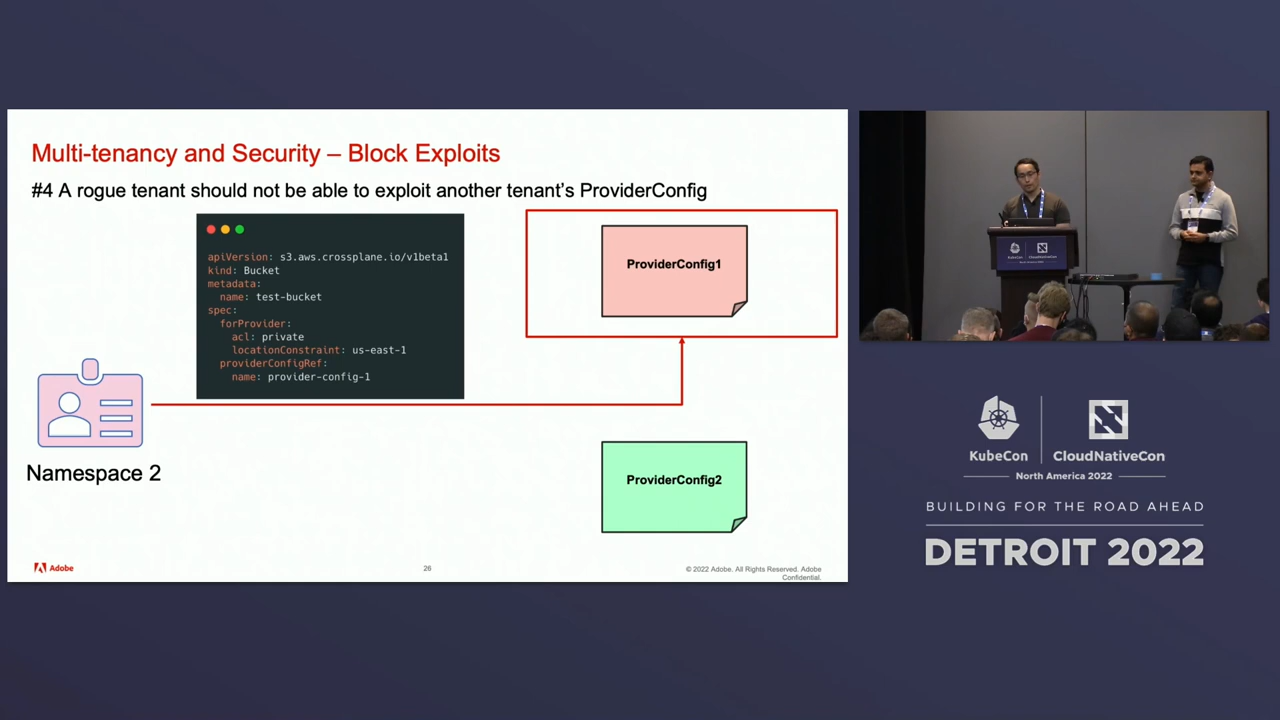 Multi-tenancy and Security – Block Exploits
#4 A rogue tenant should not be able to exploit another tenant's ProviderConfig
apiVersion: s3.aws.crossplane.io/v1beta1
kind: Bucket
metadata:
name: test-bucket
spec:
forProvider:
acl: private
locationConstraint: us-east-1
providerConfigRef:
name: provider-config-1
ProviderConfig1
Namespace 2
ProviderConfig2
Adobe
26
© 2022 Adobe. All Rights Reserved. Adobe
Confidential.
KubeCon
CloudNativeCon
North America 2022
BUILDING FOR THE ROAD AHEAD
DETROIT 2022